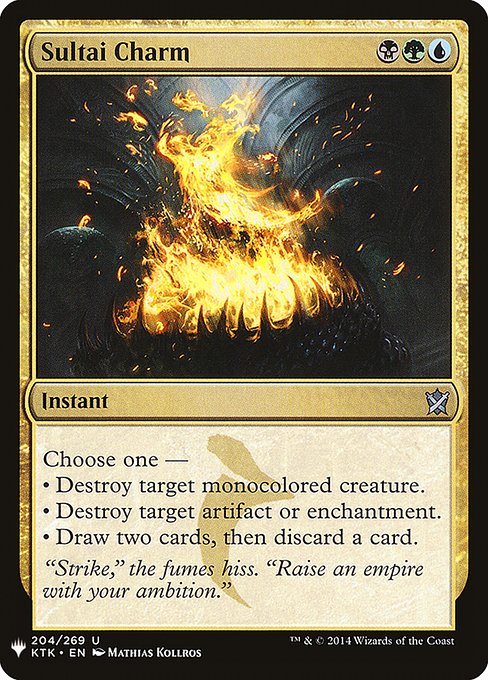 Sultai Charm
Instant
Choose one —
• Destroy target monocolored creature.
• Destroy target artifact or enchantment.
• Draw two cards, then discard a card.
“Strike,” the fumes hiss. “Raise an empire
with your ambition.”
204/269 U
KTK • EN Mathias Kollros
™ & © 2014 Wizards of the Coast